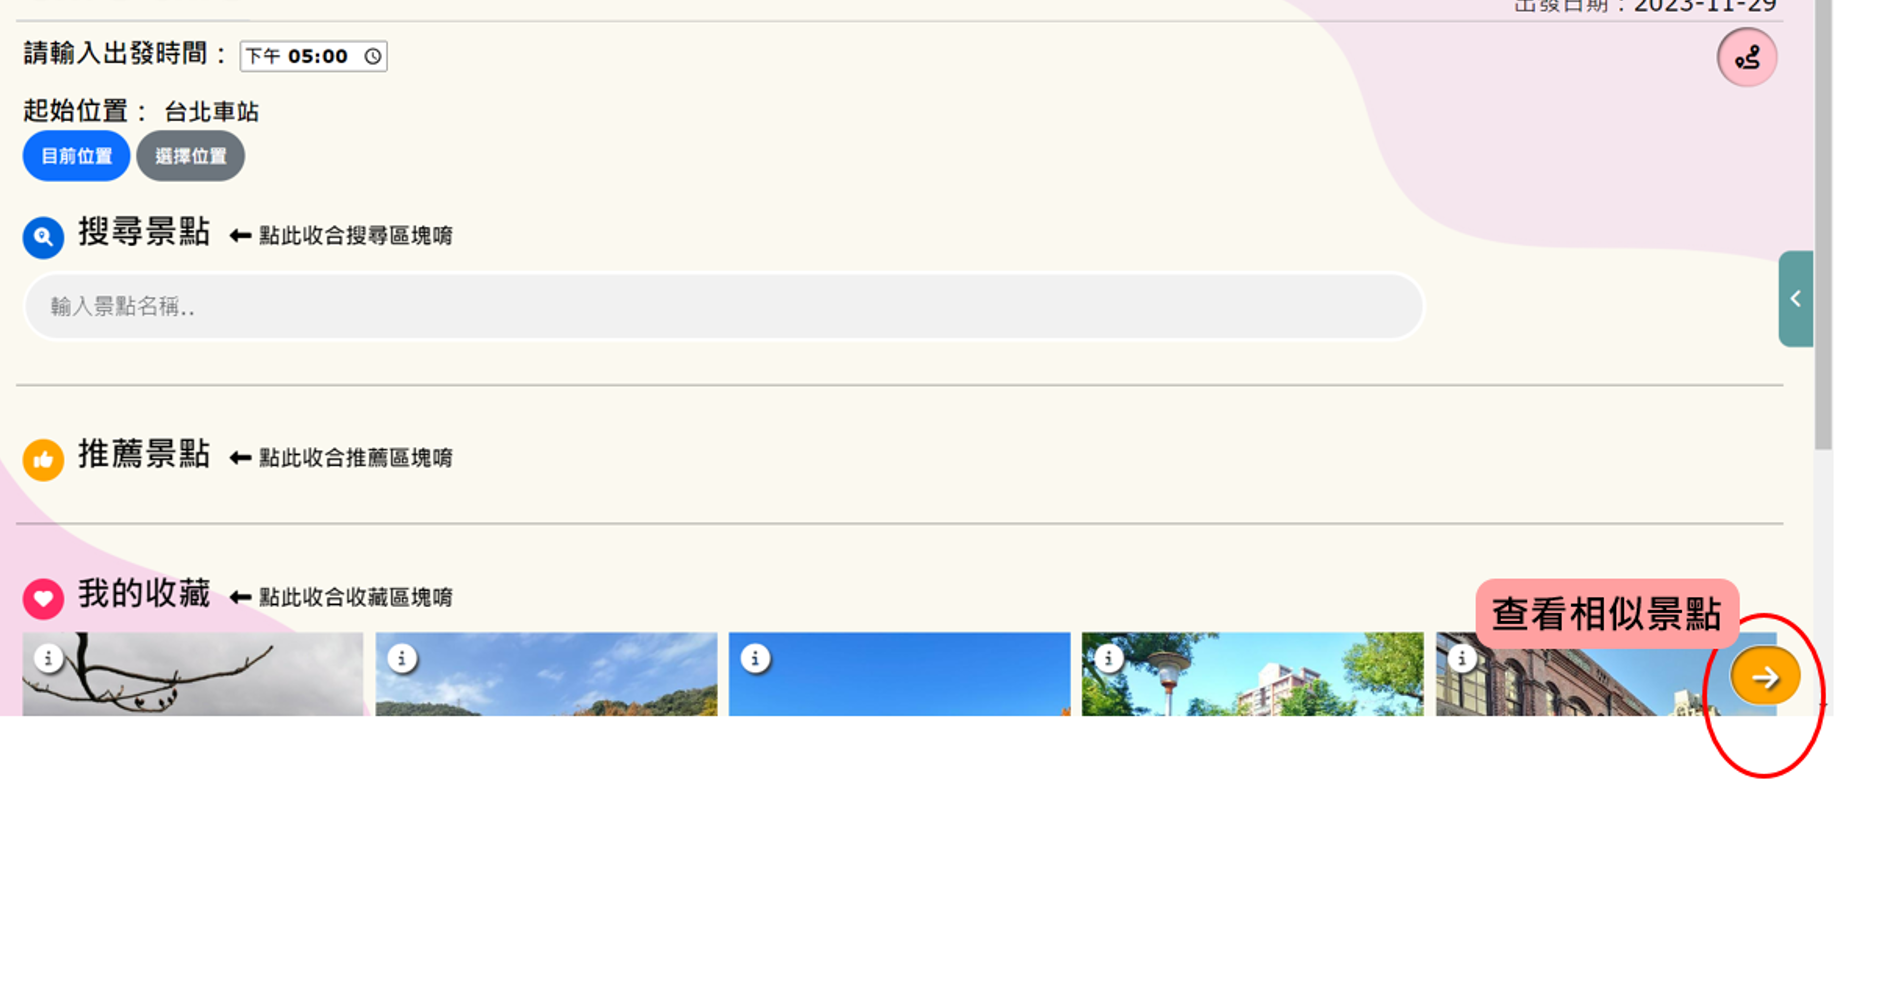 出發日期：2023-11-29
請輸入出發時間： 下午 05:00
起始位置： 台北車站
目前位置 選擇位置
搜尋景點 點此收合搜尋區塊唷
輸入景點名稱..
推薦景點 點此收合推薦區塊唷
我的收藏 點此收合收藏區塊唷
查看相似景點